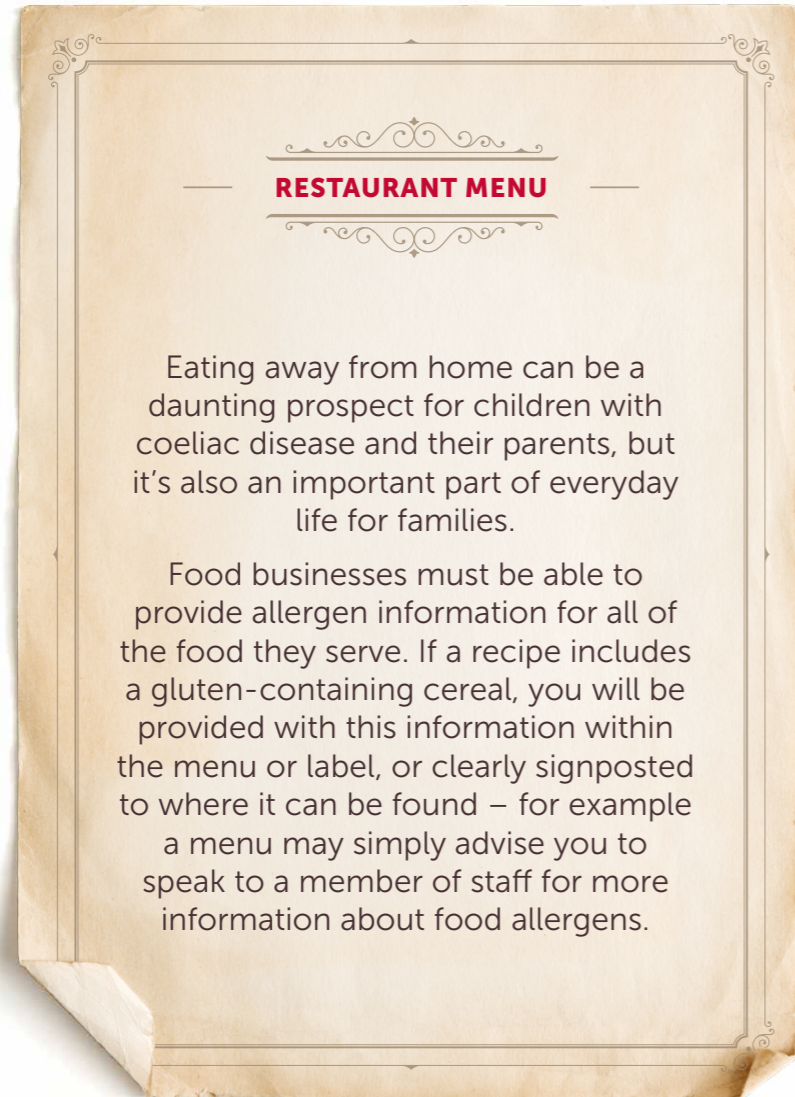 RESTAURANT MENU
Eating away from home can be a
daunting prospect for children with
coeliac disease and their parents, but
it’s also an important part of everyday
life for families.
Food businesses must be able to
provide allergen information for all of
the food they serve. If a recipe includes
a gluten-containing cereal, you will be
provided with this information within
the menu or label, or clearly signposted
to where it can be found – for example
a menu may simply advise you to
speak to a member of staff for more
information about food allergens.